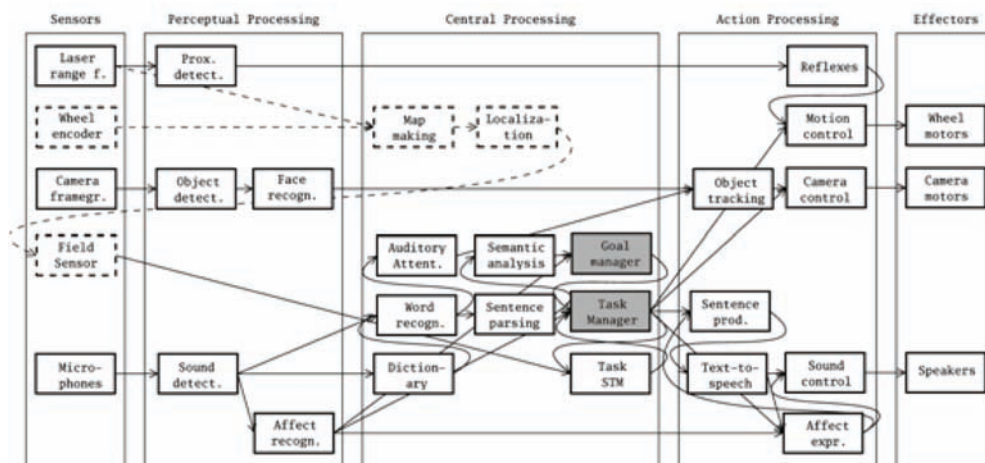 Sensors
Perceptual Processing
Central Processing
Action Processing
Effectors
Laser
range f.
Prox.
detect.
Reflexes
Wheel
encoder
Map
making
Localiza-
tion
Motion
control
Wheel
motors
Camera
framegr.
Object
detect.
Face
recogn.
Object
tracking
Camera
control
Camera
motors
Field
Sensor
Auditory
Attent.
Semantic
analysis
Goal
manager
Word
recogn.
Sentence
parsing
Task
Manager
Sentence
prod.
Micro-
phones
Sound
detect.
Diction-
ary
Task
STM
Text-to-
speech
Sound
control
Speakers
Affect
recogn.
Affect
expr.